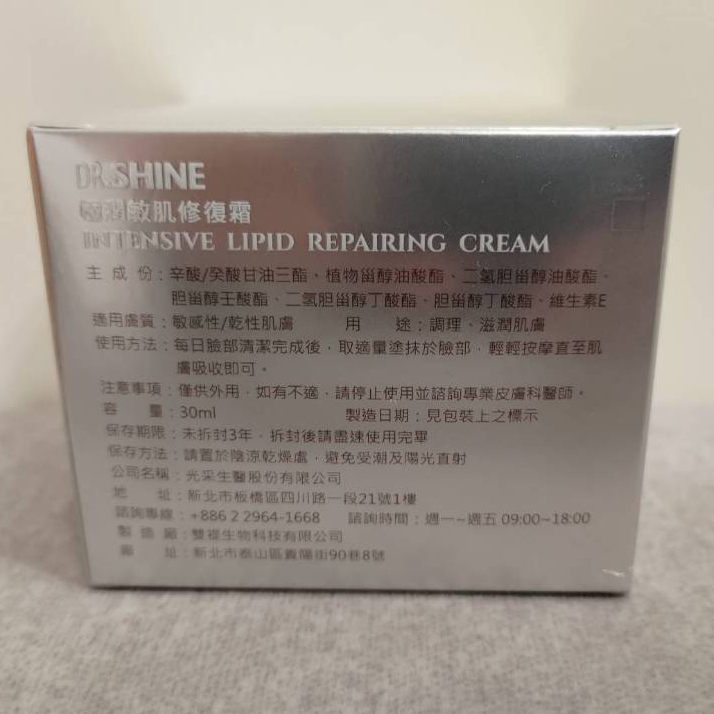 DR.SHINE
極潤敏肌修復霜
INTENSIVE LIPID REPAIRING CREAM
主 成 份：辛酸/癸酸甘油三酯、植物甾醇油酸酯、二氫胆甾醇油酸酯、
胆甾醇壬酸酯、二氢胆甾醇丁酸酯、胆甾醇丁酸酯、維生素E
適用膚質：敏感性/乾性肌膚 用 途：調理、滋潤肌膚
使用方法：每日臉部清潔完成後，取適量塗抹於臉部，輕輕按摩直至肌
膚吸收即可。
注意事項：僅供外用，如有不適，請停止使用並諮詢專業皮膚科醫師。
容 量：30ml 製造日期：見包裝上之標示
保存期限：未拆封3年，拆封後請盡速使用完畢
保存方法：請置於陰涼乾燥處，避免受潮及陽光直射
公司名稱：光采生醫股份有限公司
地 址：新北市板橋區四川路一段21號1樓
諮詢專線：+886 2 2964-1668 諮詢時間：週一~週五 09:00~18:00
製 造 廠：雙禔生物科技有限公司
廠 址：新北市泰山區貴陽街90巷8號